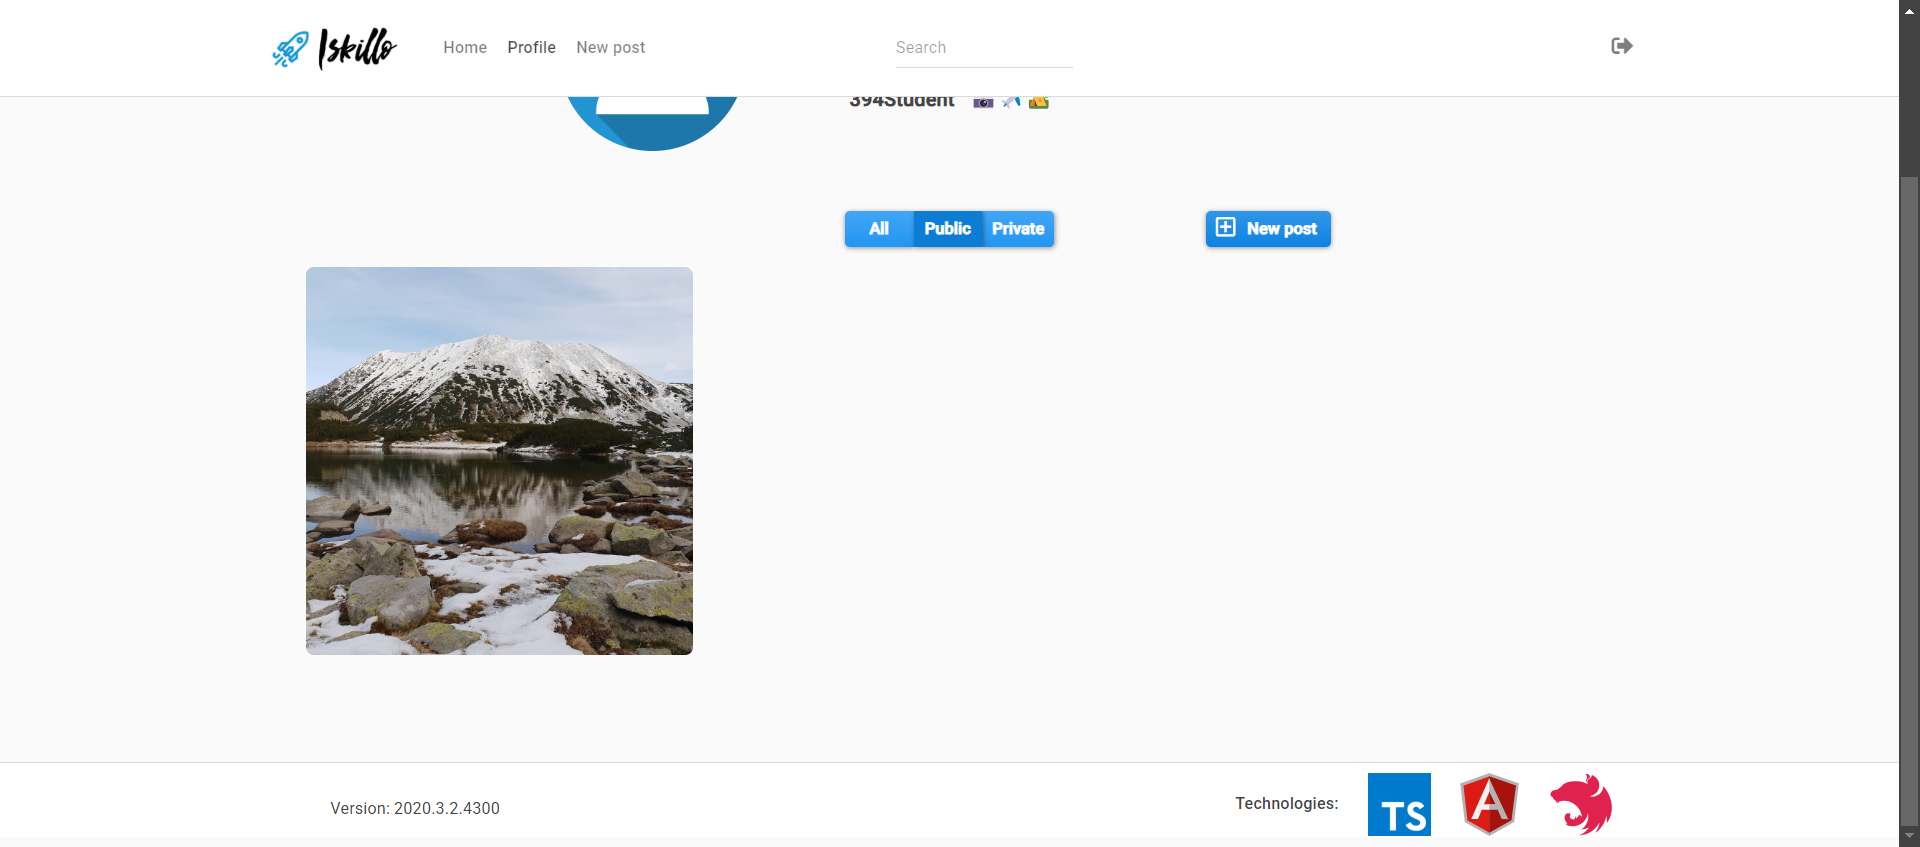 Iskillo
Home Profile New post
Search
394Student
All Public Private
New post
Version: 2020.3.2.4300
Technologies:
TS
A